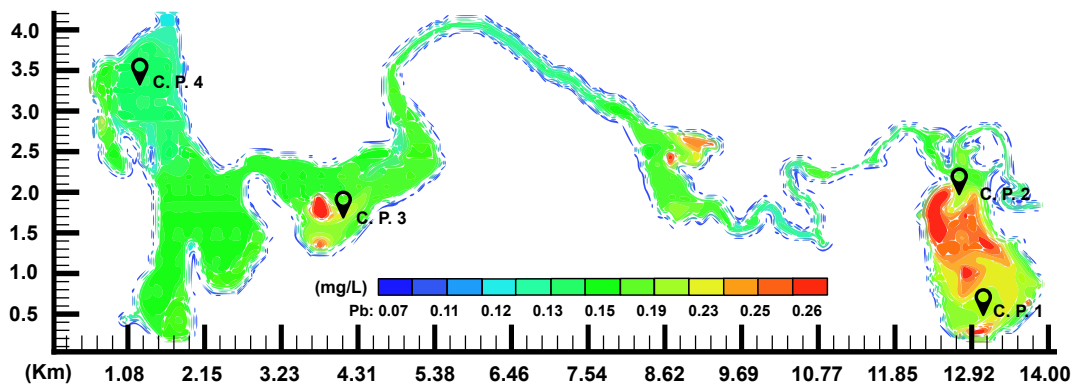 4.0
3.5
3.0
2.5
2.0
1.5
1.0
0.5
C. P. 4
C. P. 3
C. P. 2
C. P. 1
(mg/L)
Pb: 0.07 0.11 0.12 0.13 0.15 0.19 0.23 0.25 0.26
(Km) 1.08 2.15 3.23 4.31 5.38 6.46 7.54 8.62 9.69 10.77 11.85 12.92 14.00